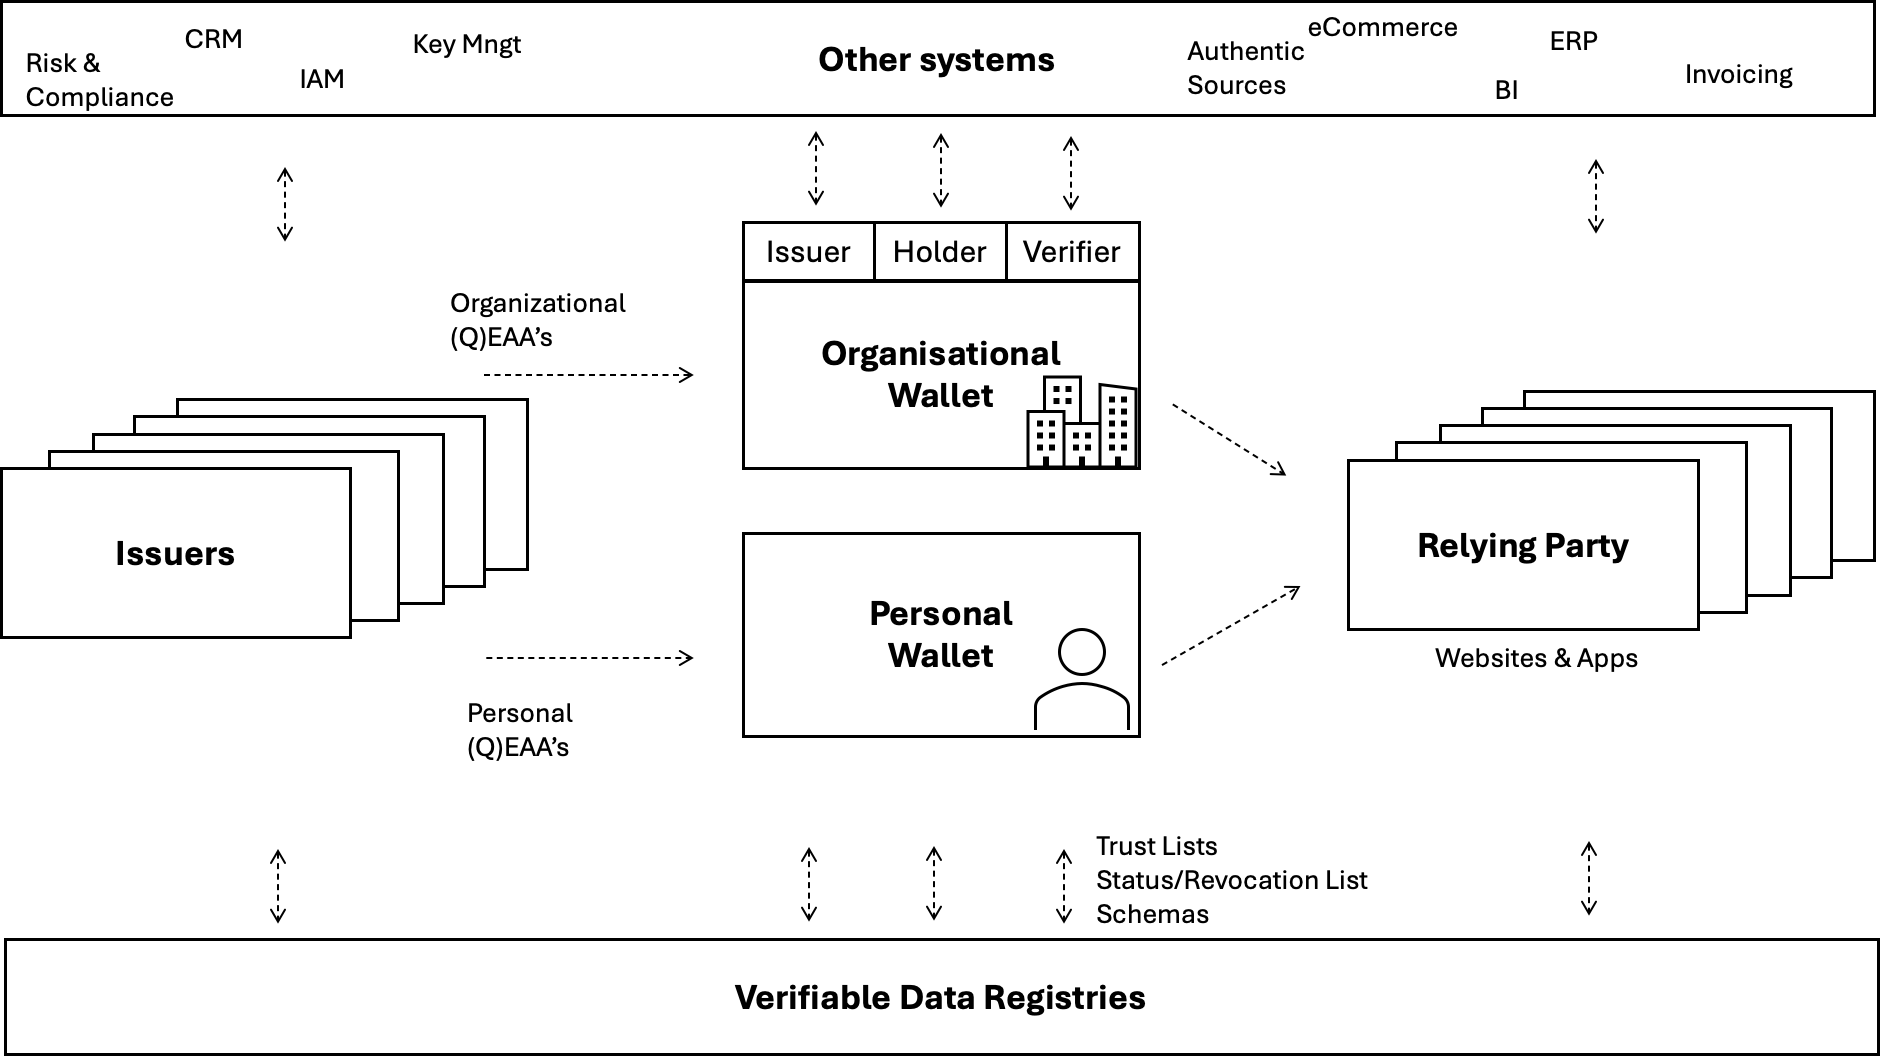 CRM
Key Mngt
Risk &
Compliance
IAM
Other systems
Authentic
Sources
eCommerce
ERP
BI
Invoicing
Issuer
Holder
Verifier
Organizational
(Q)EAA’s
Organisational
Wallet
Issuers
Relying Party
Websites & Apps
Personal
Wallet
Personal
(Q)EAA’s
Trust Lists
Status/Revocation List
Schemas
Verifiable Data Registries